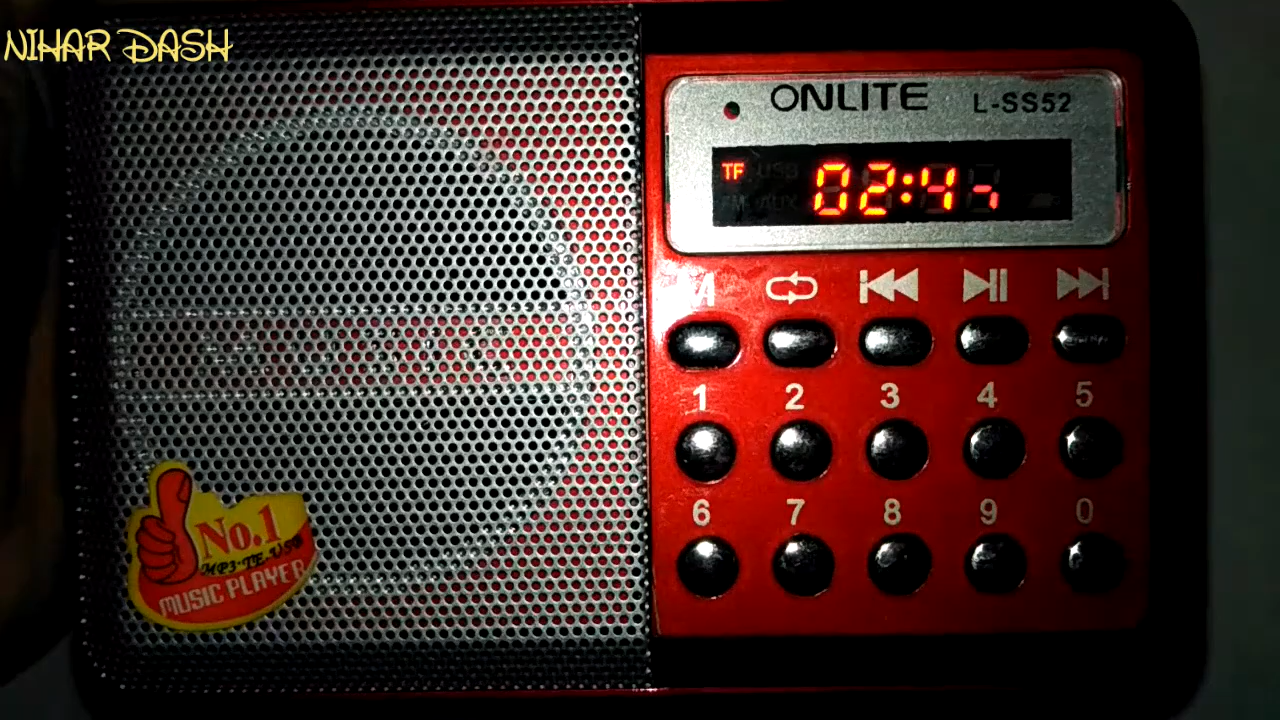 NIHAR DASH
ONLITE L-SS52
TF USB
FM AUX
02:4
M
1 2 3 4 5
6 7 8 9 0
No.1
MP3·TF·USB
MUSIC PLAYER